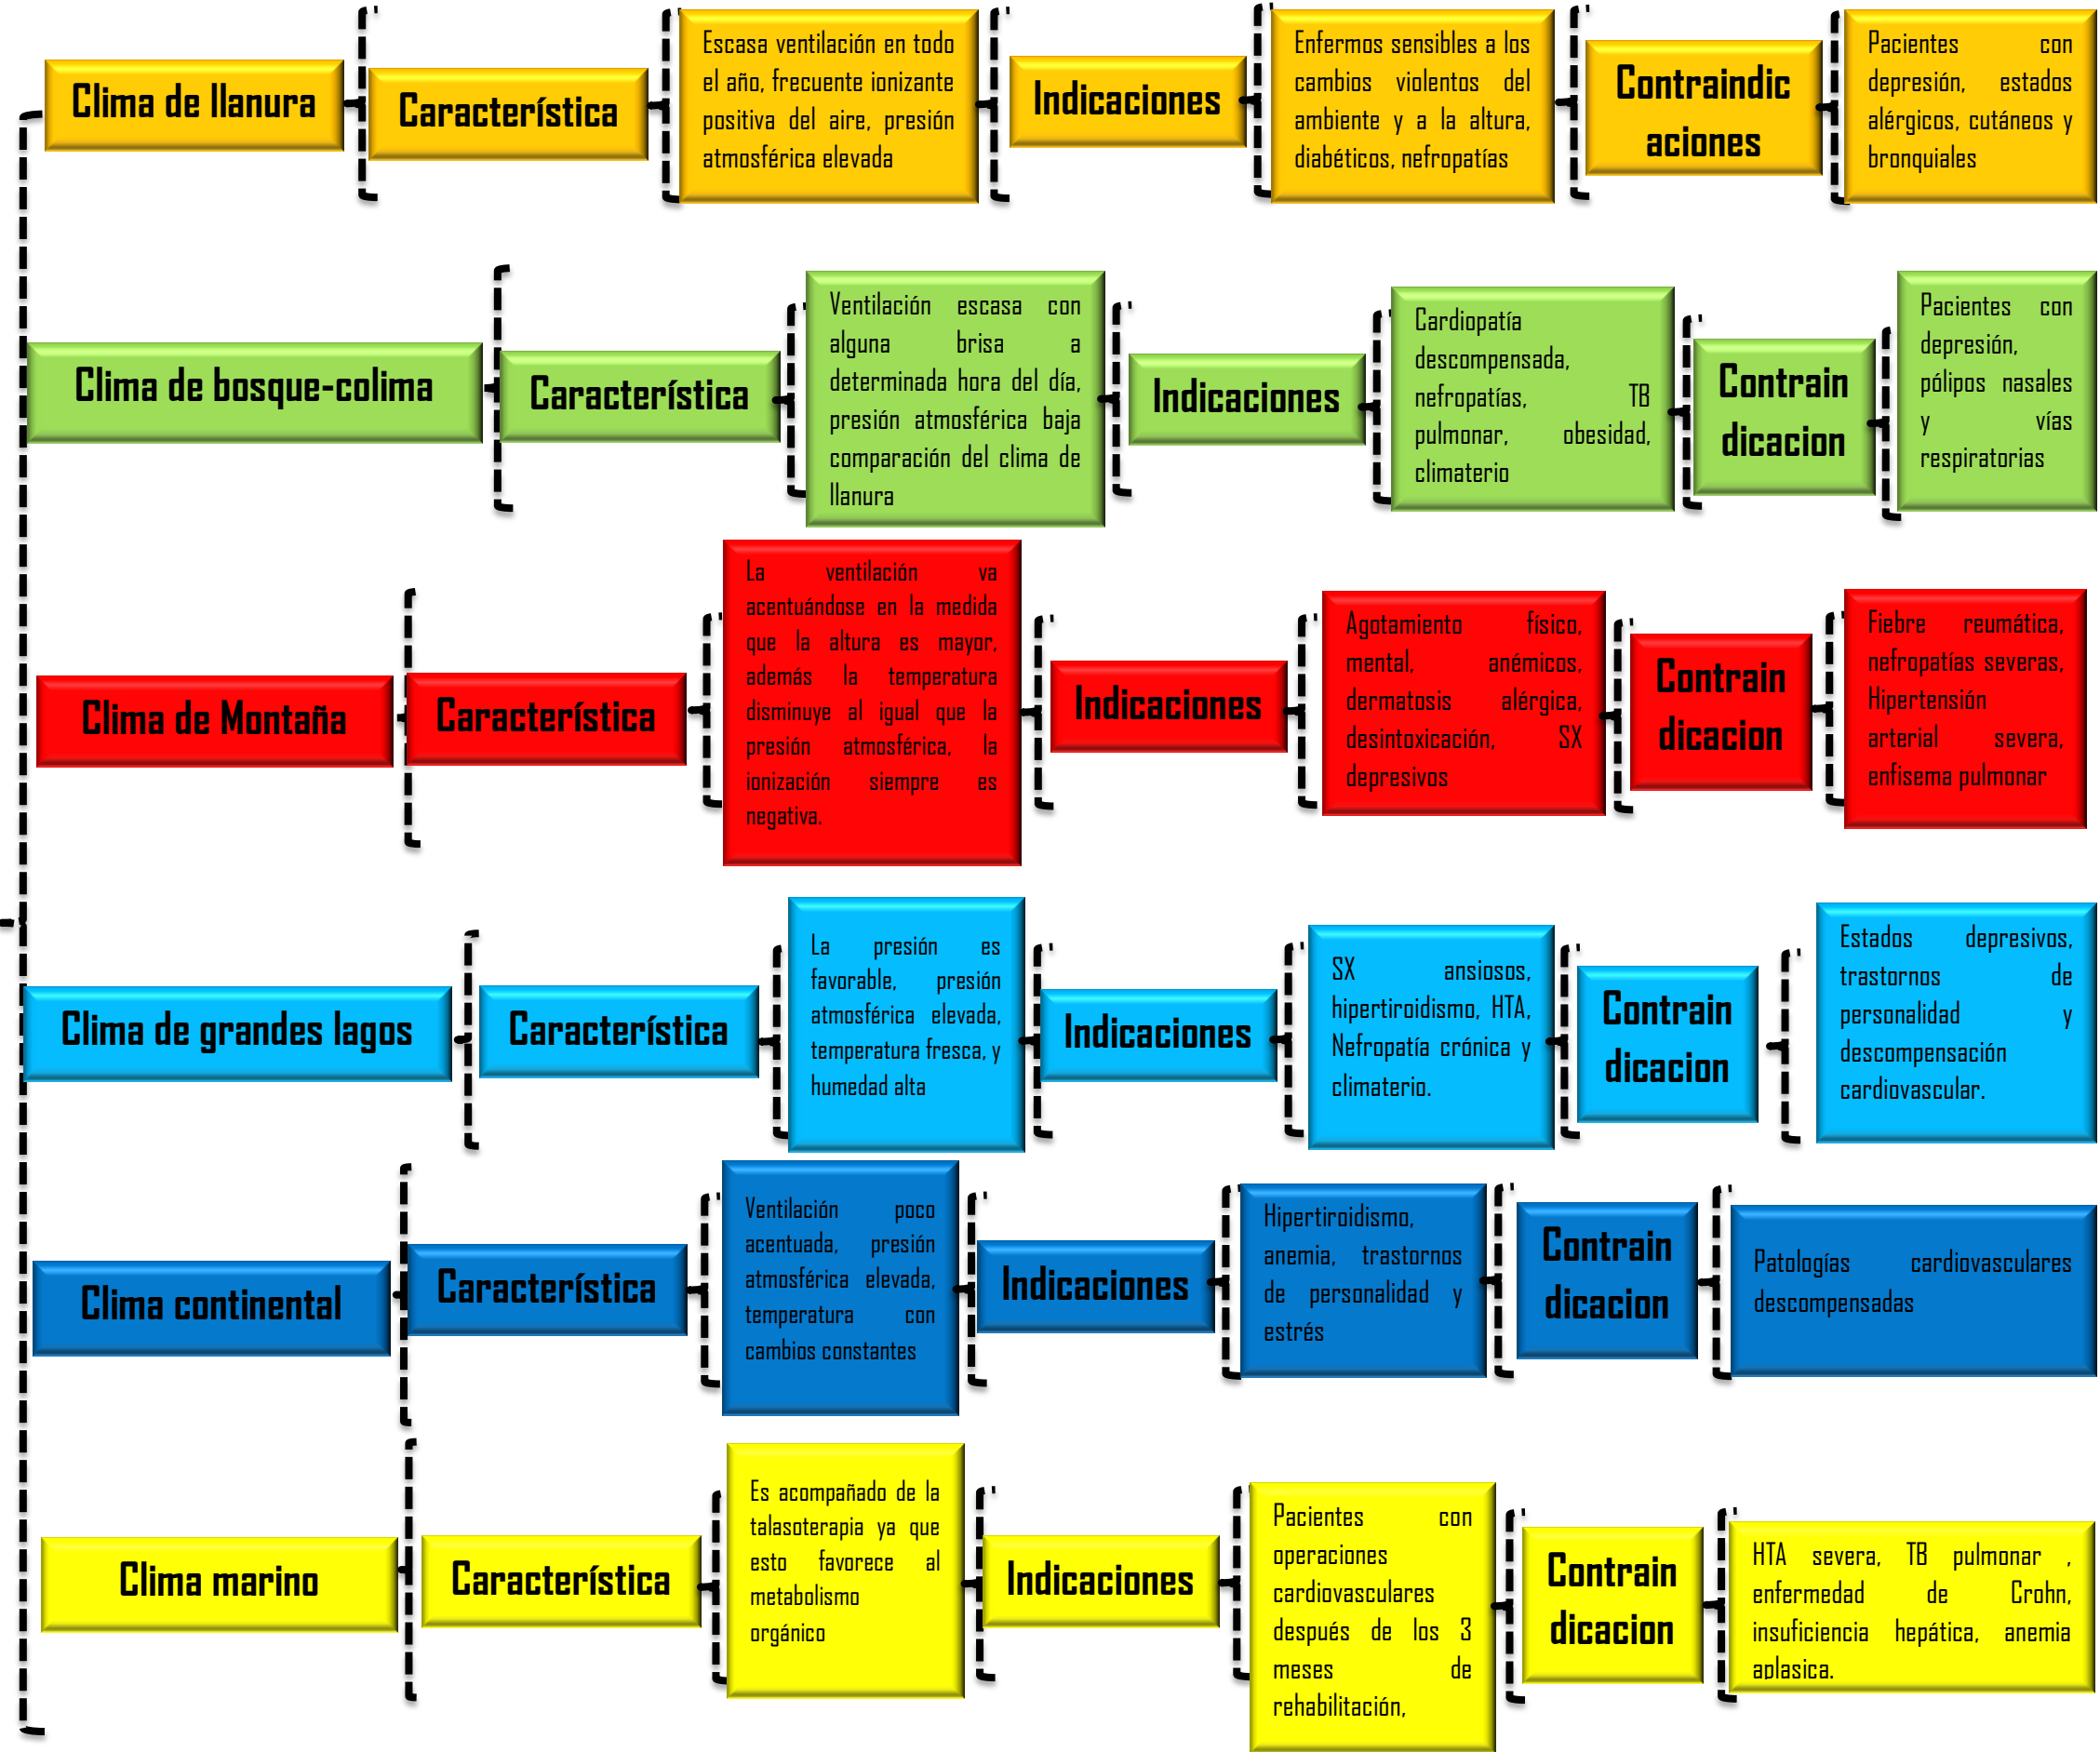 Clima de llanura
Característica
Escasa ventilación en todo
el año, frecuente ionizante
positiva del aire, presión
atmosférica elevada
Indicaciones
Enfermos sensibles a los
cambios violentos del
ambiente y a la altura,
diabéticos, nefropatías
Contraindic
aciones
Pacientes con
depresión, estados
alérgicos, cutáneos y
bronquiales
Clima de bosque-colima
Característica
Ventilación escasa con
alguna brisa a
determinada hora del día,
presión atmosférica baja
comparación del clima de
llanura
Indicaciones
Cardiopatía
descompensada,
nefropatías, TB
pulmonar, obesidad,
climaterio
Contrain
dicacion
Pacientes con
depresión,
pólipos nasales
y vías
respiratorias
Clima de Montaña
Característica
La ventilación va
acentuándose en la medida
que la altura es mayor,
además la temperatura
disminuye al igual que la
presión atmosférica, la
ionización siempre es
negativa.
Indicaciones
Agotamiento físico,
mental, anémicos,
dermatosis alérgica,
desintoxicación, SX
depresivos
Contrain
dicacion
Fiebre reumática,
nefropatías severas,
Hipertensión
arterial severa,
enfisema pulmonar
Clima de grandes lagos
Característica
La presión es
favorable, presión
atmosférica elevada,
temperatura fresca, y
humedad alta
Indicaciones
SX ansiosos,
hipertiroidismo, HTA,
Nefropatía crónica y
climaterio.
Contrain
dicacion
Estados depresivos,
trastornos de
personalidad y
descompensación
cardiovascular.
Clima continental
Característica
Ventilación poco
acentuada, presión
atmosférica elevada,
temperatura con
cambios constantes
Indicaciones
Hipertiroidismo,
anemia, trastornos
de personalidad y
estrés
Contrain
dicacion
Patologías cardiovasculares
descompensadas
Clima marino
Característica
Es acompañado de la
talasoterapia ya que
esto favorece al
metabolismo
orgánico
Indicaciones
Pacientes con
operaciones
cardiovasculares
después de los 3
meses de
rehabilitación,
Contrain
dicacion
HTA severa, TB pulmonar ,
enfermedad de Crohn,
insuficiencia hepática, anemia
aplasica.